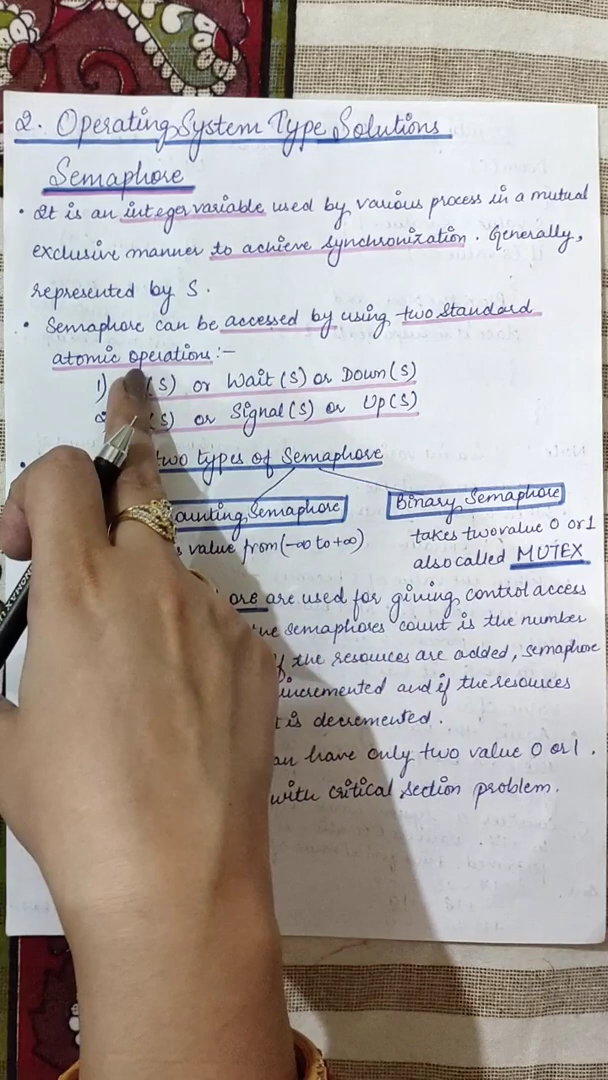 2. Operating System Type Solutions
Semaphore
• It is an integer variable used by various process in a mutual
exclusive manner to achieve synchronization. Generally,
represented by S.
• Semaphore can be accessed by using two standard
atomic operations:-
1) (S) or Wait (S) or Down (S)
(S) or Signal (S) or Up (S)
• two types of Semaphore
ounting Semaphore
Binary Semaphore
value from (-∞ to +∞)
takes two value 0 or 1
also called MUTEX
ore are used for giving control access
semaphores count is the number
the resources are added, semaphore
incremented and if the resources
is decremented.
have only two value 0 or 1.
with critical section problem.